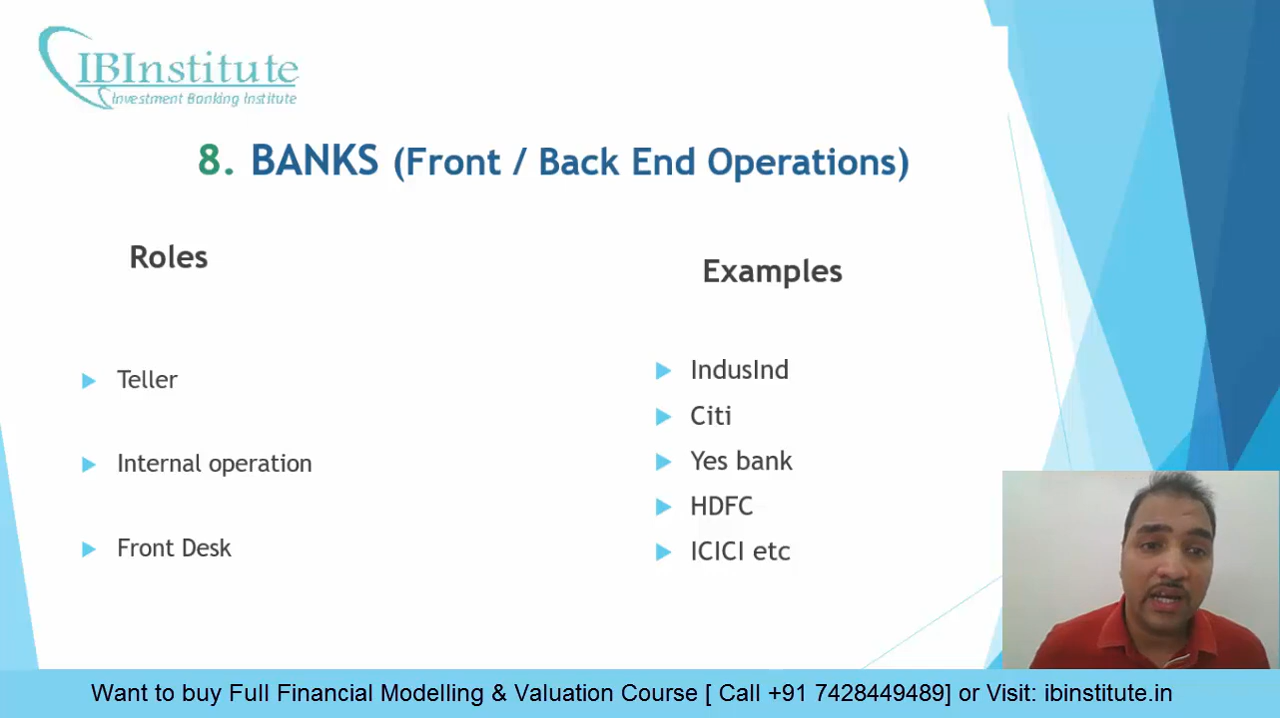 IBInstitute
Investment Banking Institute
8. BANKS (Front / Back End Operations)
Roles
Teller
Internal operation
Front Desk
Examples
IndusInd
Citi
Yes bank
HDFC
ICICI etc
Want to buy Full Financial Modelling & Valuation Course [ Call +91 7428449489] or Visit: ibinstitute.in